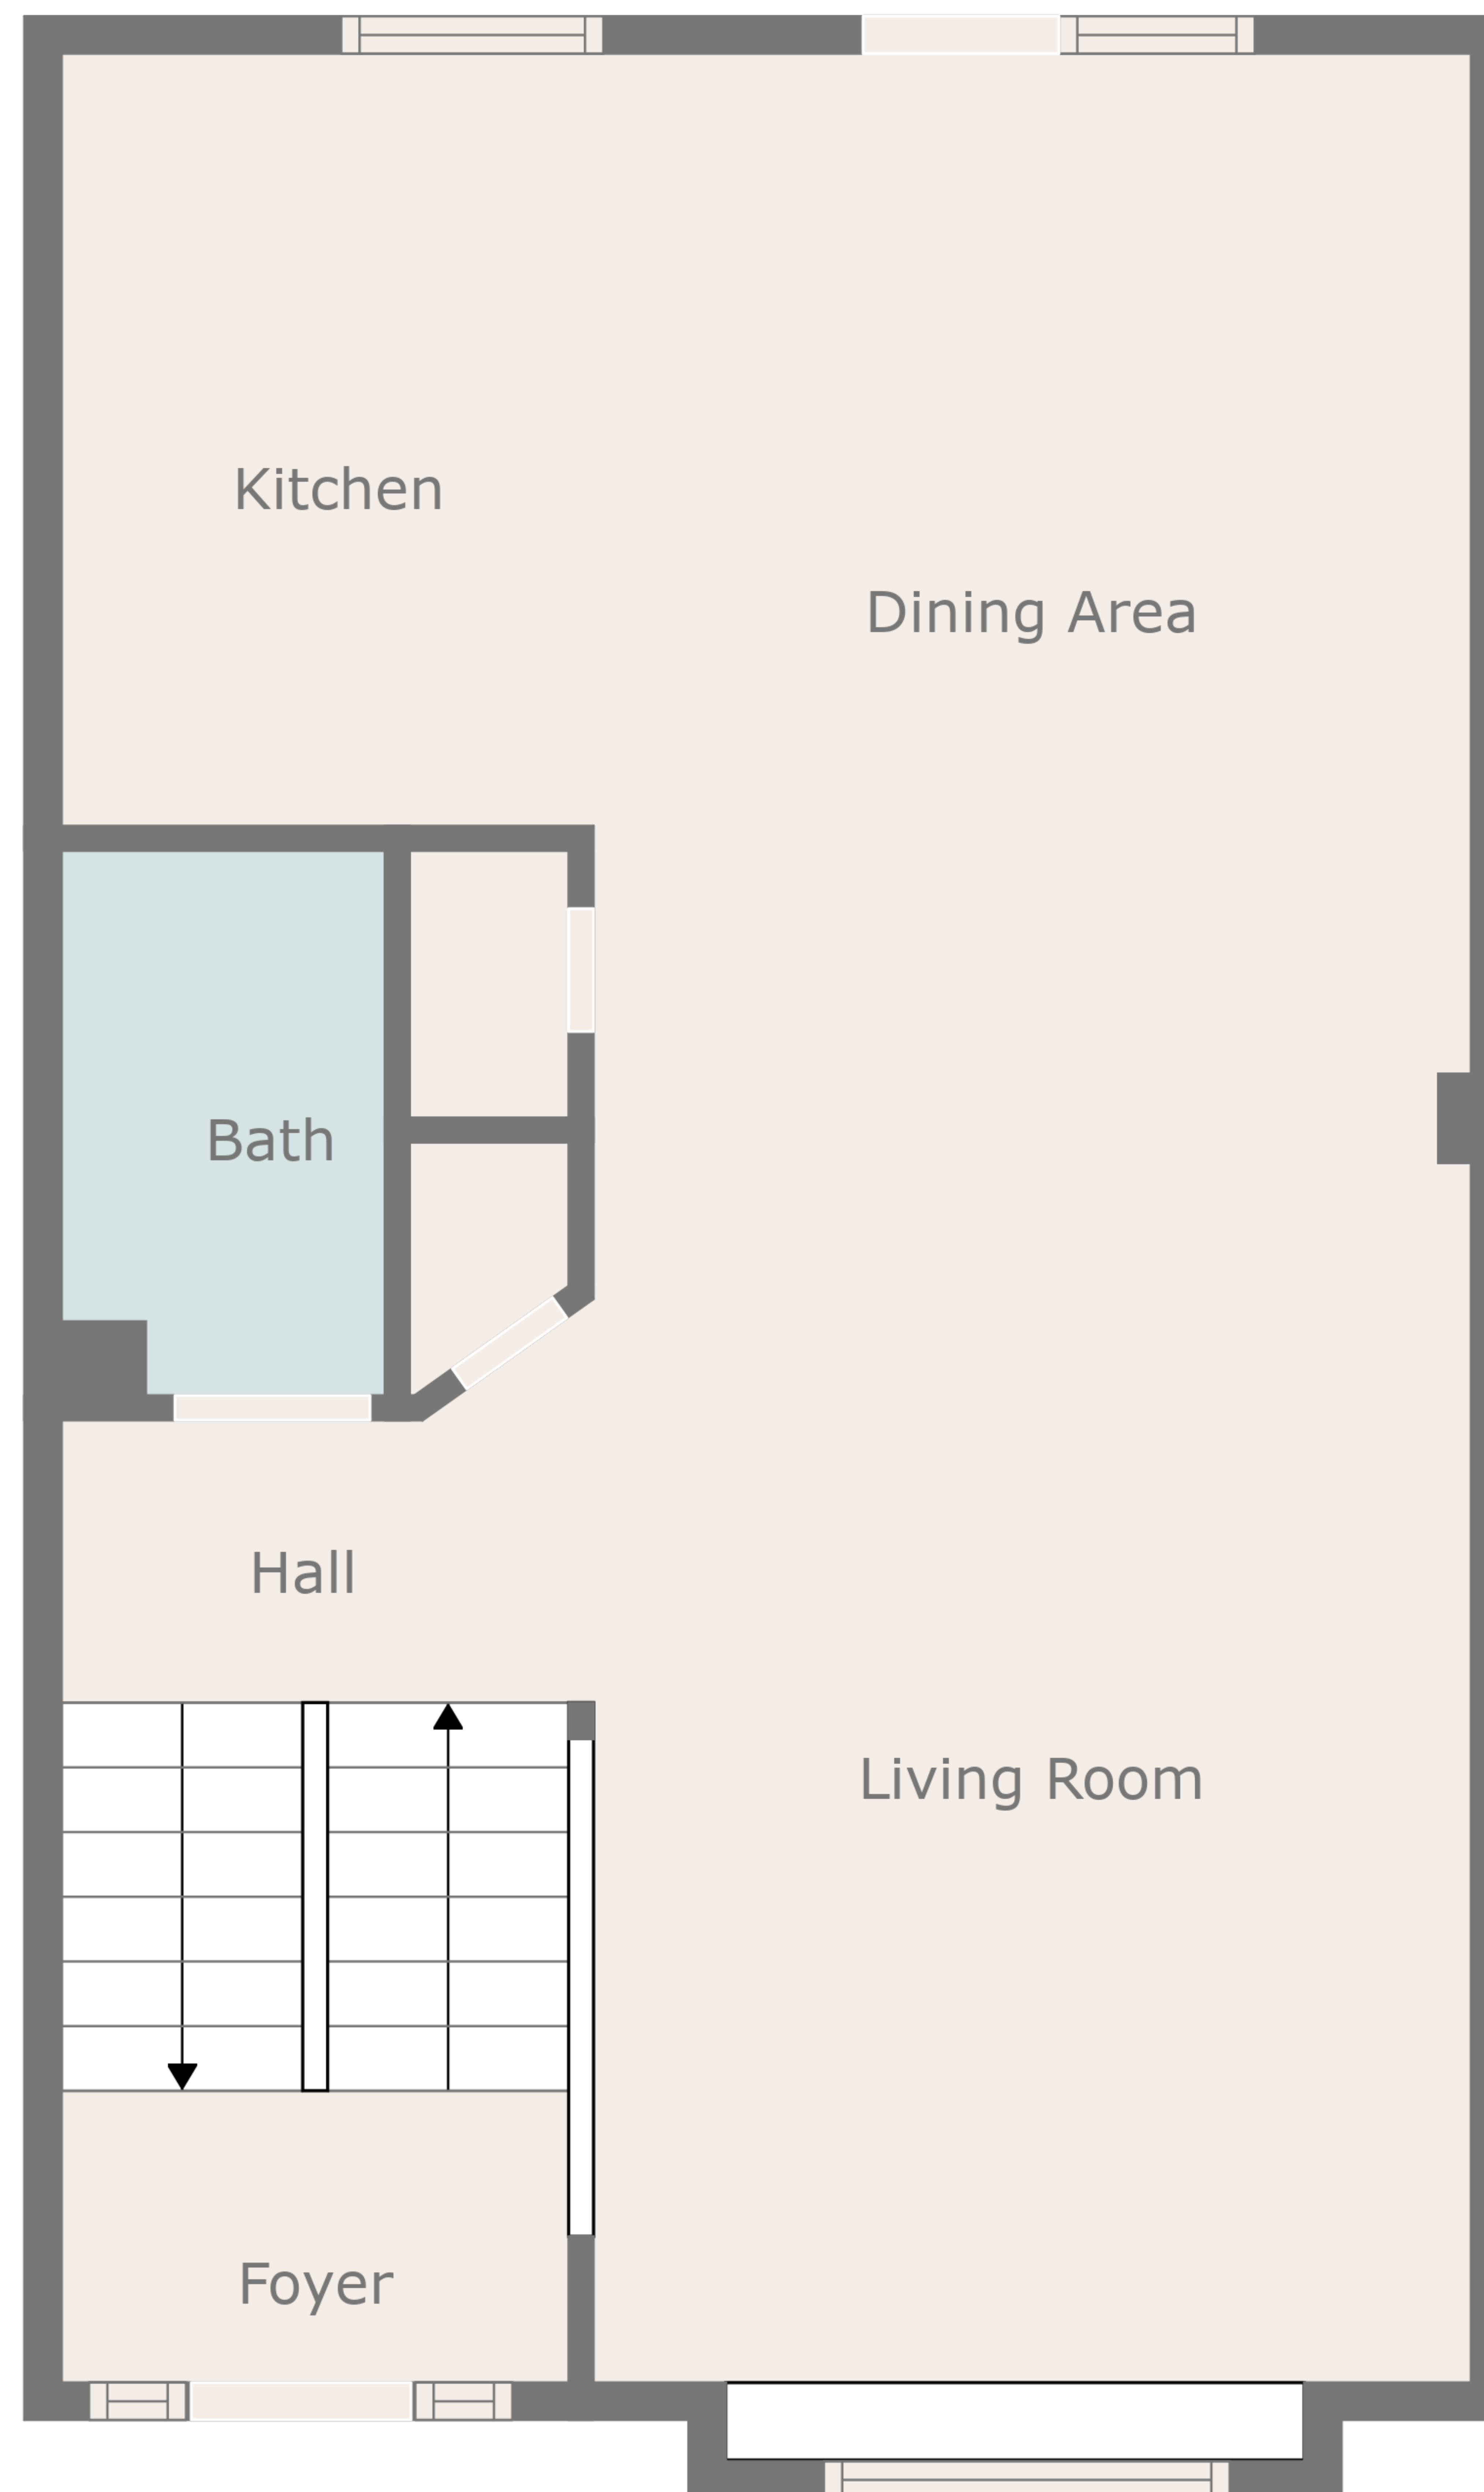 Kitchen
Dining Area
Bath
Hall
Living Room
Foyer